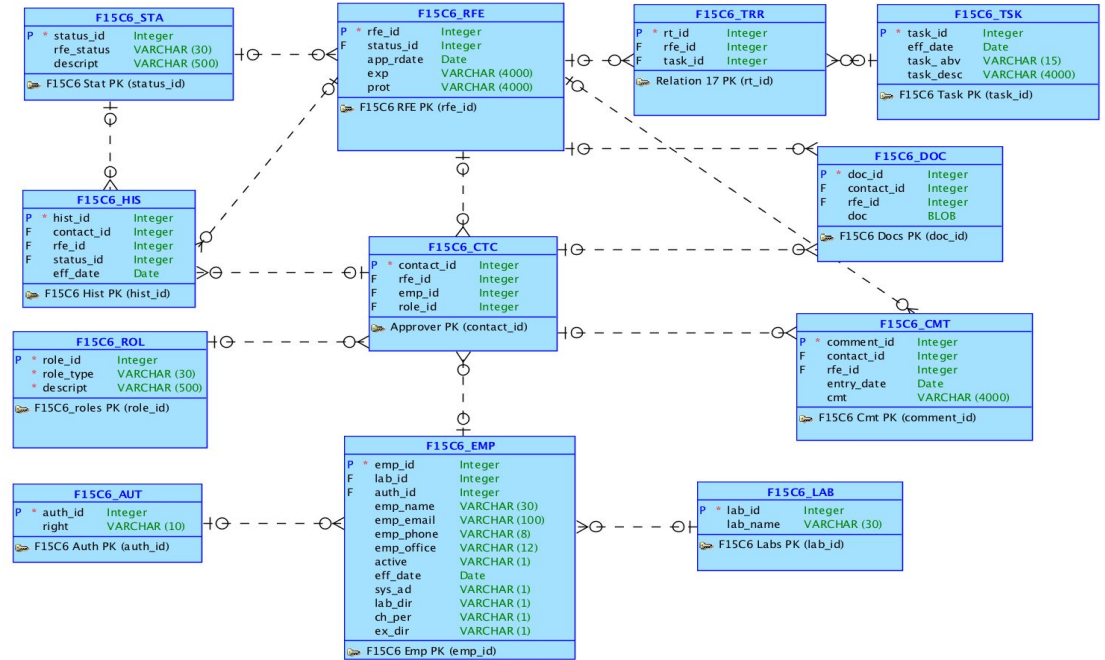 F15C6_STA
P * status_id Integer
rfe_status VARCHAR (30)
descript VARCHAR (500)
F15C6 Stat PK (status_id)
F15C6_RFE
P * rfe_id Integer
F status_id Integer
app_rdate Date
exp VARCHAR (4000)
prot VARCHAR (4000)
F15C6 RFE PK (rfe_id)
F15C6_TRR
P * rt_id Integer
F rfe_id Integer
F task_id Integer
Relation 17 PK (rt_id)
F15C6_TSK
P * task_id Integer
eff_date Date
task_ abv VARCHAR (15)
task_desc VARCHAR (4000)
F15C6 Task PK (task_id)
F15C6_DOC
P * doc_id Integer
F contact_id Integer
F rfe_id Integer
doc BLOB
F15C6 Docs PK (doc_id)
F15C6_HIS
P * hist_id Integer
F contact_id Integer
F rfe_id Integer
F status_id Integer
eff_date Date
F15C6 Hist PK (hist_id)
F15C6_CTC
P * contact_id Integer
F rfe_id Integer
F emp_id Integer
F role_id Integer
Approver PK (contact_id)
F15C6_CMT
P * comment_id Integer
F contact_id Integer
F rfe_id Integer
entry_date Date
cmt VARCHAR (4000)
F15C6 Cmt PK (comment_id)
F15C6_ROL
P * role_id Integer
* role_type VARCHAR (30)
* descript VARCHAR (500)
F15C6_roles PK (role_id)
F15C6_EMP
P * emp_id Integer
F lab_id Integer
F auth_id Integer
emp_name VARCHAR (30)
emp_email VARCHAR (100)
emp_phone VARCHAR (8)
emp_office VARCHAR (12)
active VARCHAR (1)
eff_date Date
sys_ad VARCHAR (1)
lab_dir VARCHAR (1)
ch_per VARCHAR (1)
ex_dir VARCHAR (1)
F15C6 Emp PK (emp_id)
F15C6_AUT
P * auth_id Integer
right VARCHAR (10)
F15C6 Auth PK (auth_id)
F15C6_LAB
P * lab_id Integer
lab_name VARCHAR (30)
F15C6 Labs PK (lab_id)